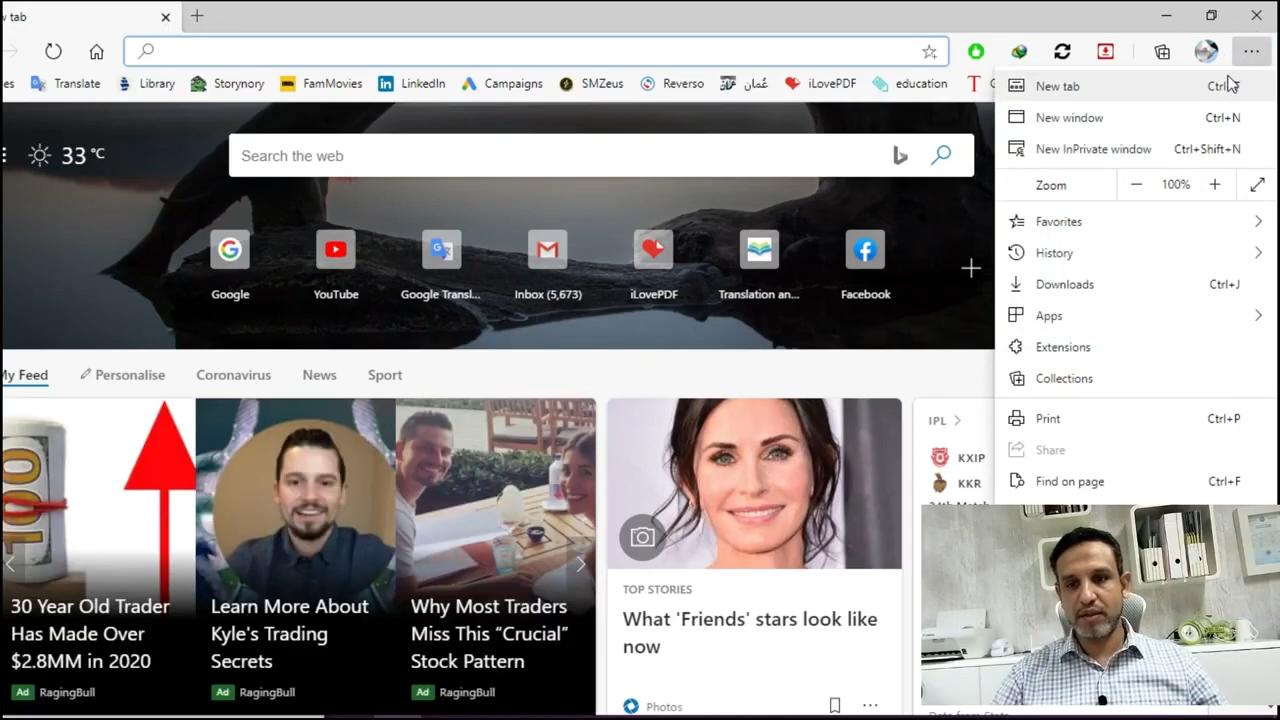 w tab
es
Translate
Library
Storynory
FamMovies
LinkedIn
Campaigns
SMZeus
Reverso
عُمان
iLovePDF
education
New tab
New window Ctrl+N
New InPrivate window Ctrl+Shift+N
Zoom 100%
Favorites
History
Downloads Ctrl+J
Apps
Extensions
Collections
Print Ctrl+P
Share
Find on page Ctrl+F
33 °C
Search the web
Google
YouTube
Google Transl...
Inbox (5,673)
iLovePDF
Translation an...
Facebook
My Feed
Personalise
Coronavirus
News
Sport
30 Year Old Trader
Has Made Over
$2.8MM in 2020
Ad RagingBull
Learn More About
Kyle's Trading
Secrets
Ad RagingBull
Why Most Traders
Miss This “Crucial”
Stock Pattern
Ad RagingBull
TOP STORIES
What 'Friends' stars look like
now
Photos
IPL
KXIP
KKR